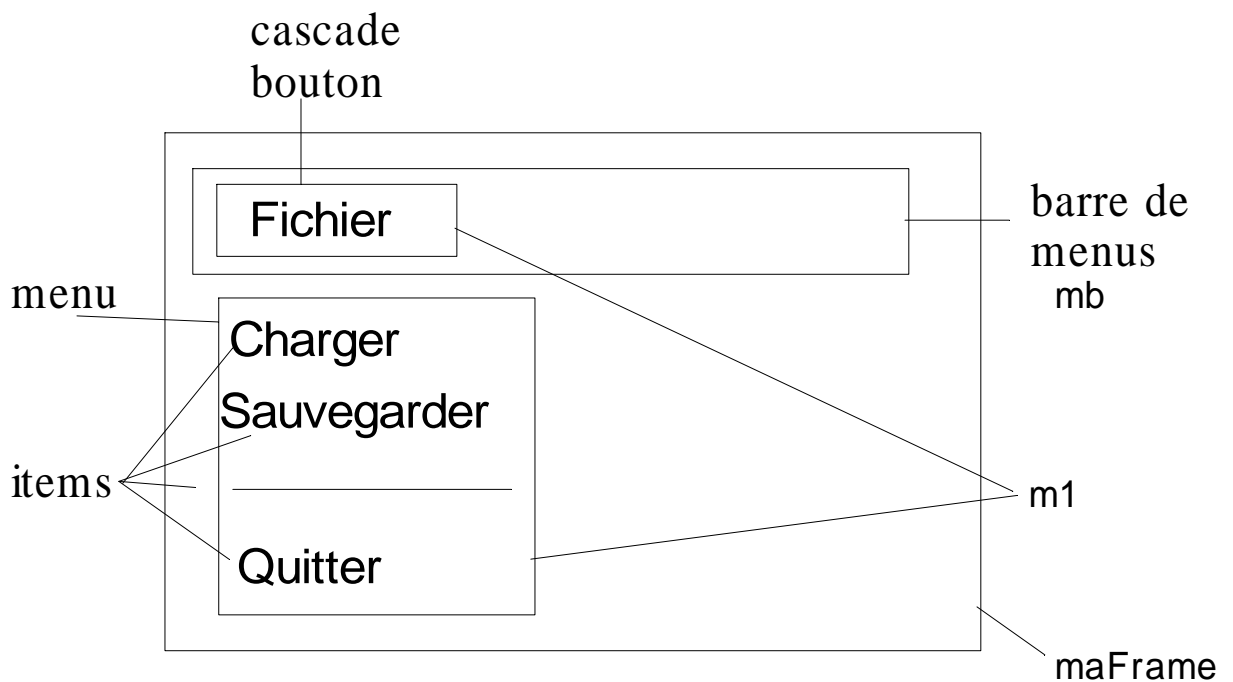 cascade
bouton
Fichier
barre de
menus
mb
menu
Charger
Sauvegarder
items
m1
Quitter
maFrame